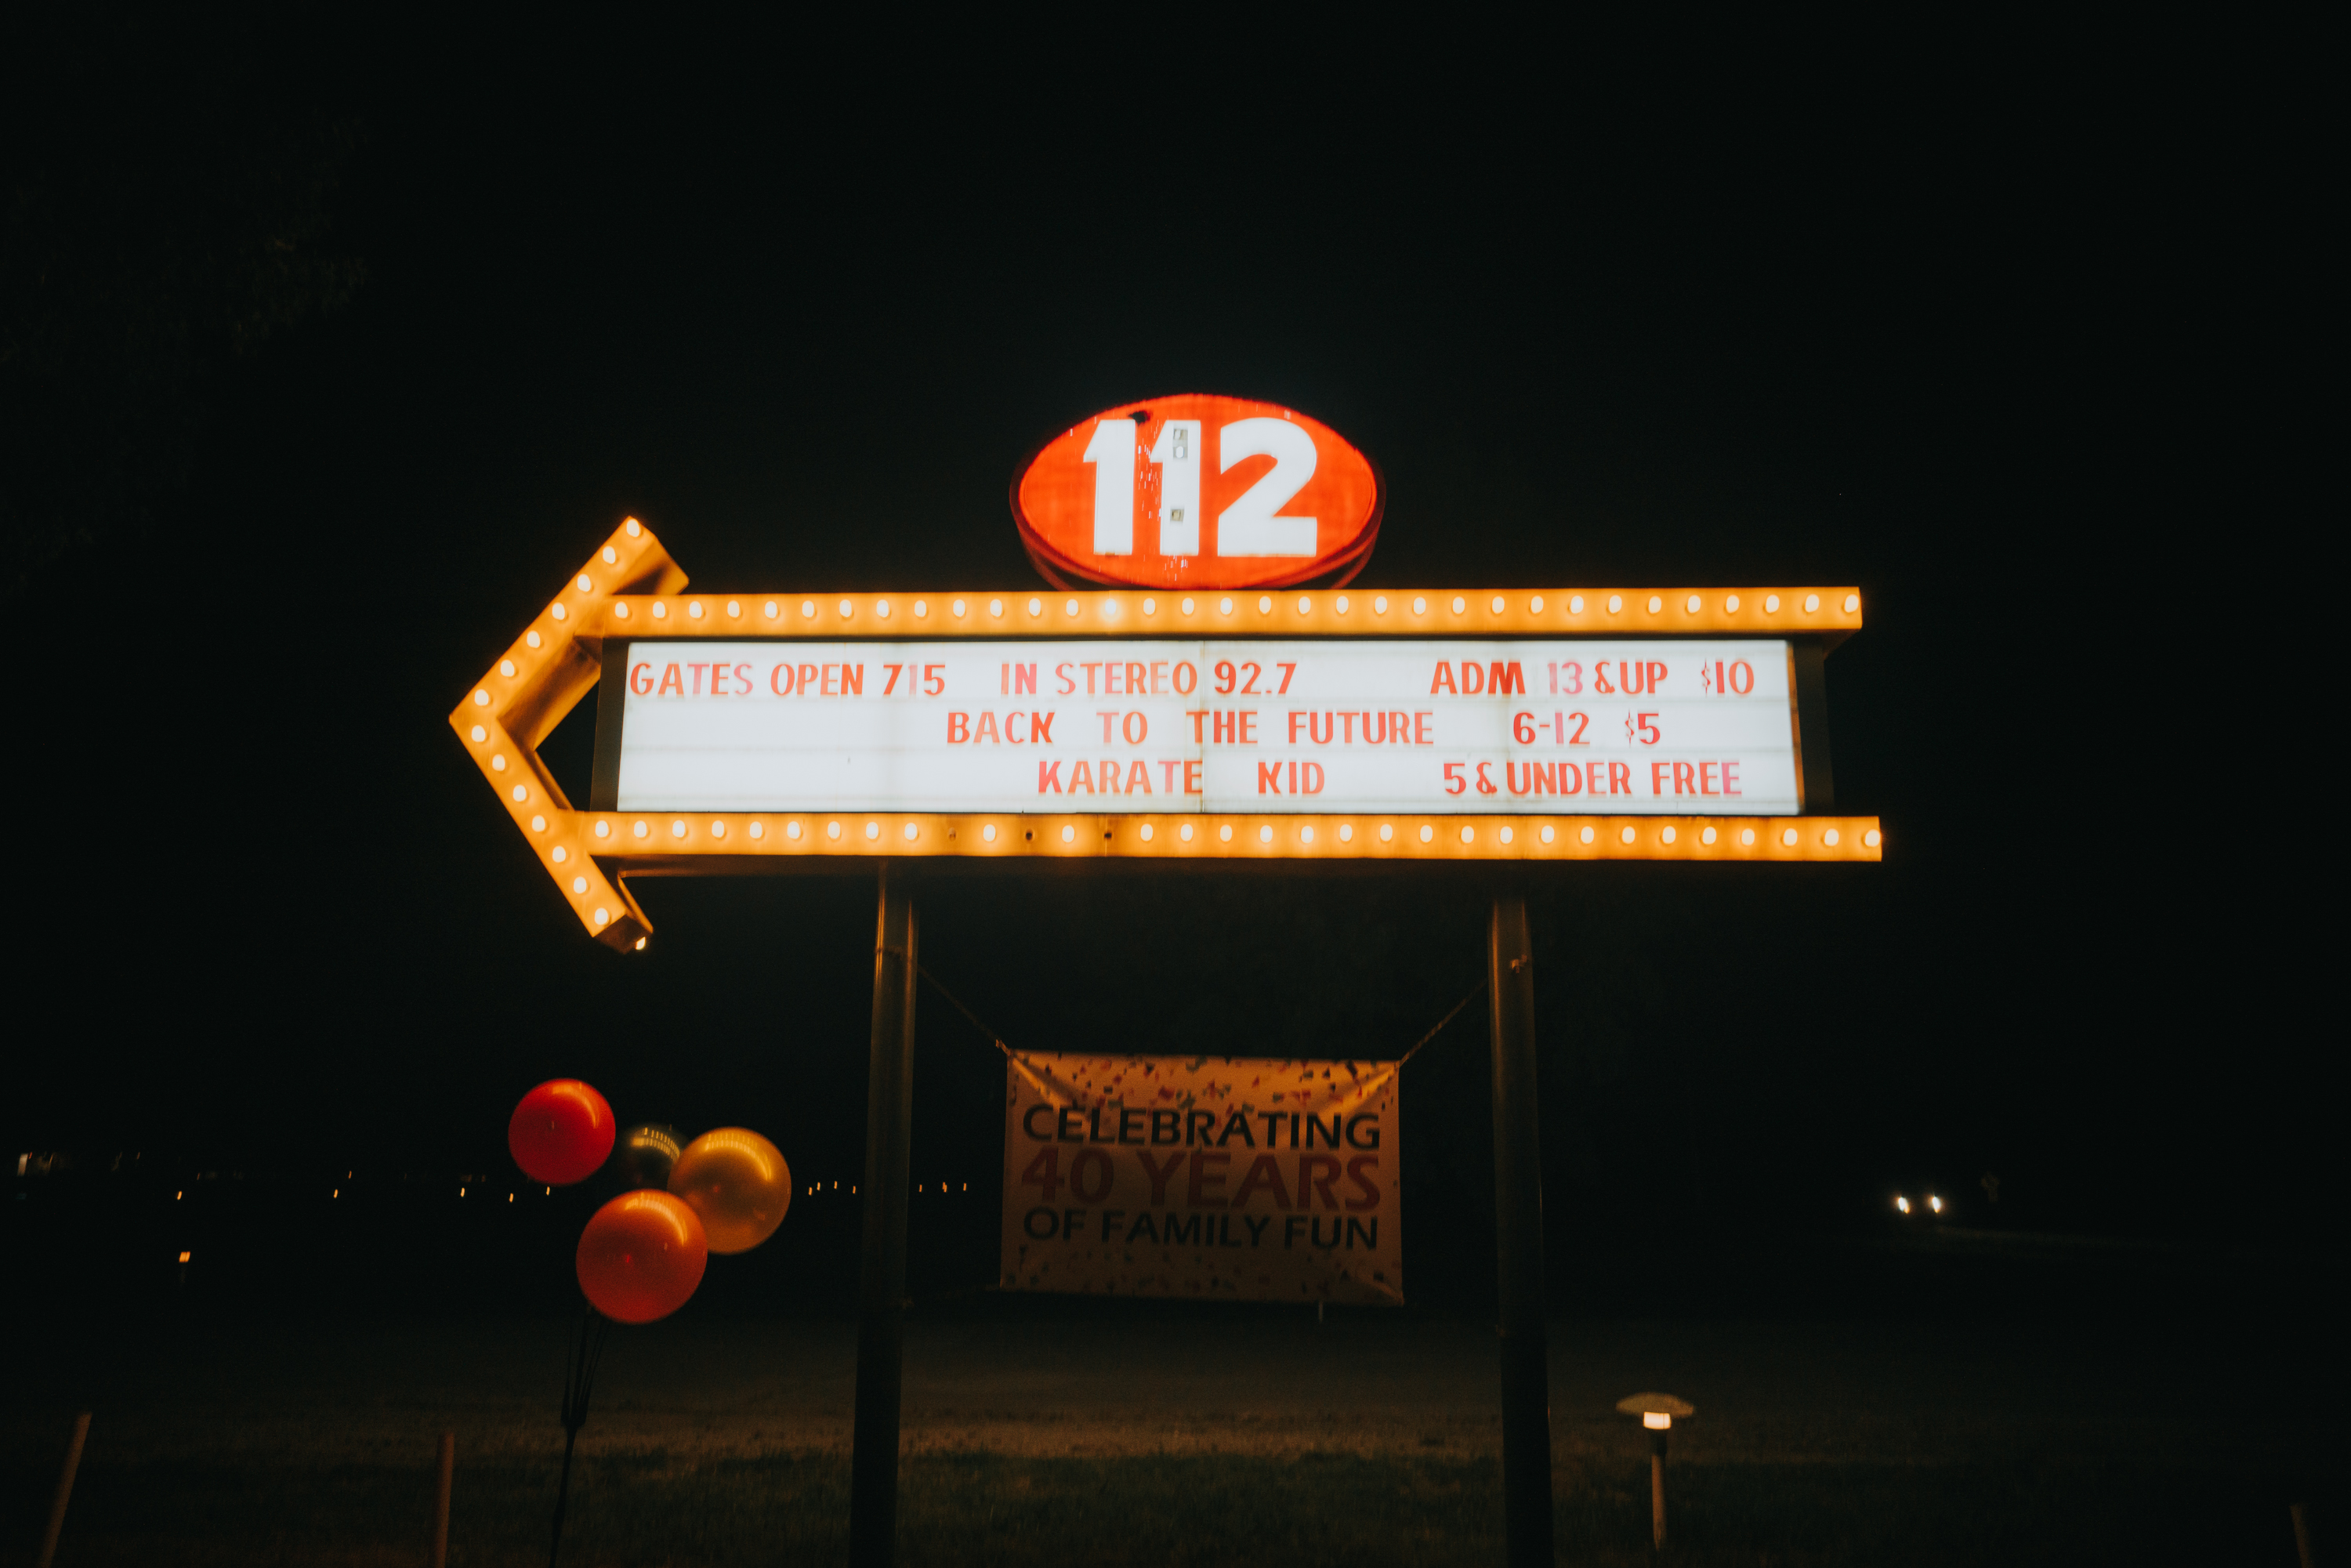 112
GATES OPEN 715 IN STEREO 92.7 ADM 13 & UP $10
BACK TO THE FUTURE 6-12 $5
KARATE KID 5 & UNDER FREE
CELEBRATING
40 YEARS
OF FAMILY FUN